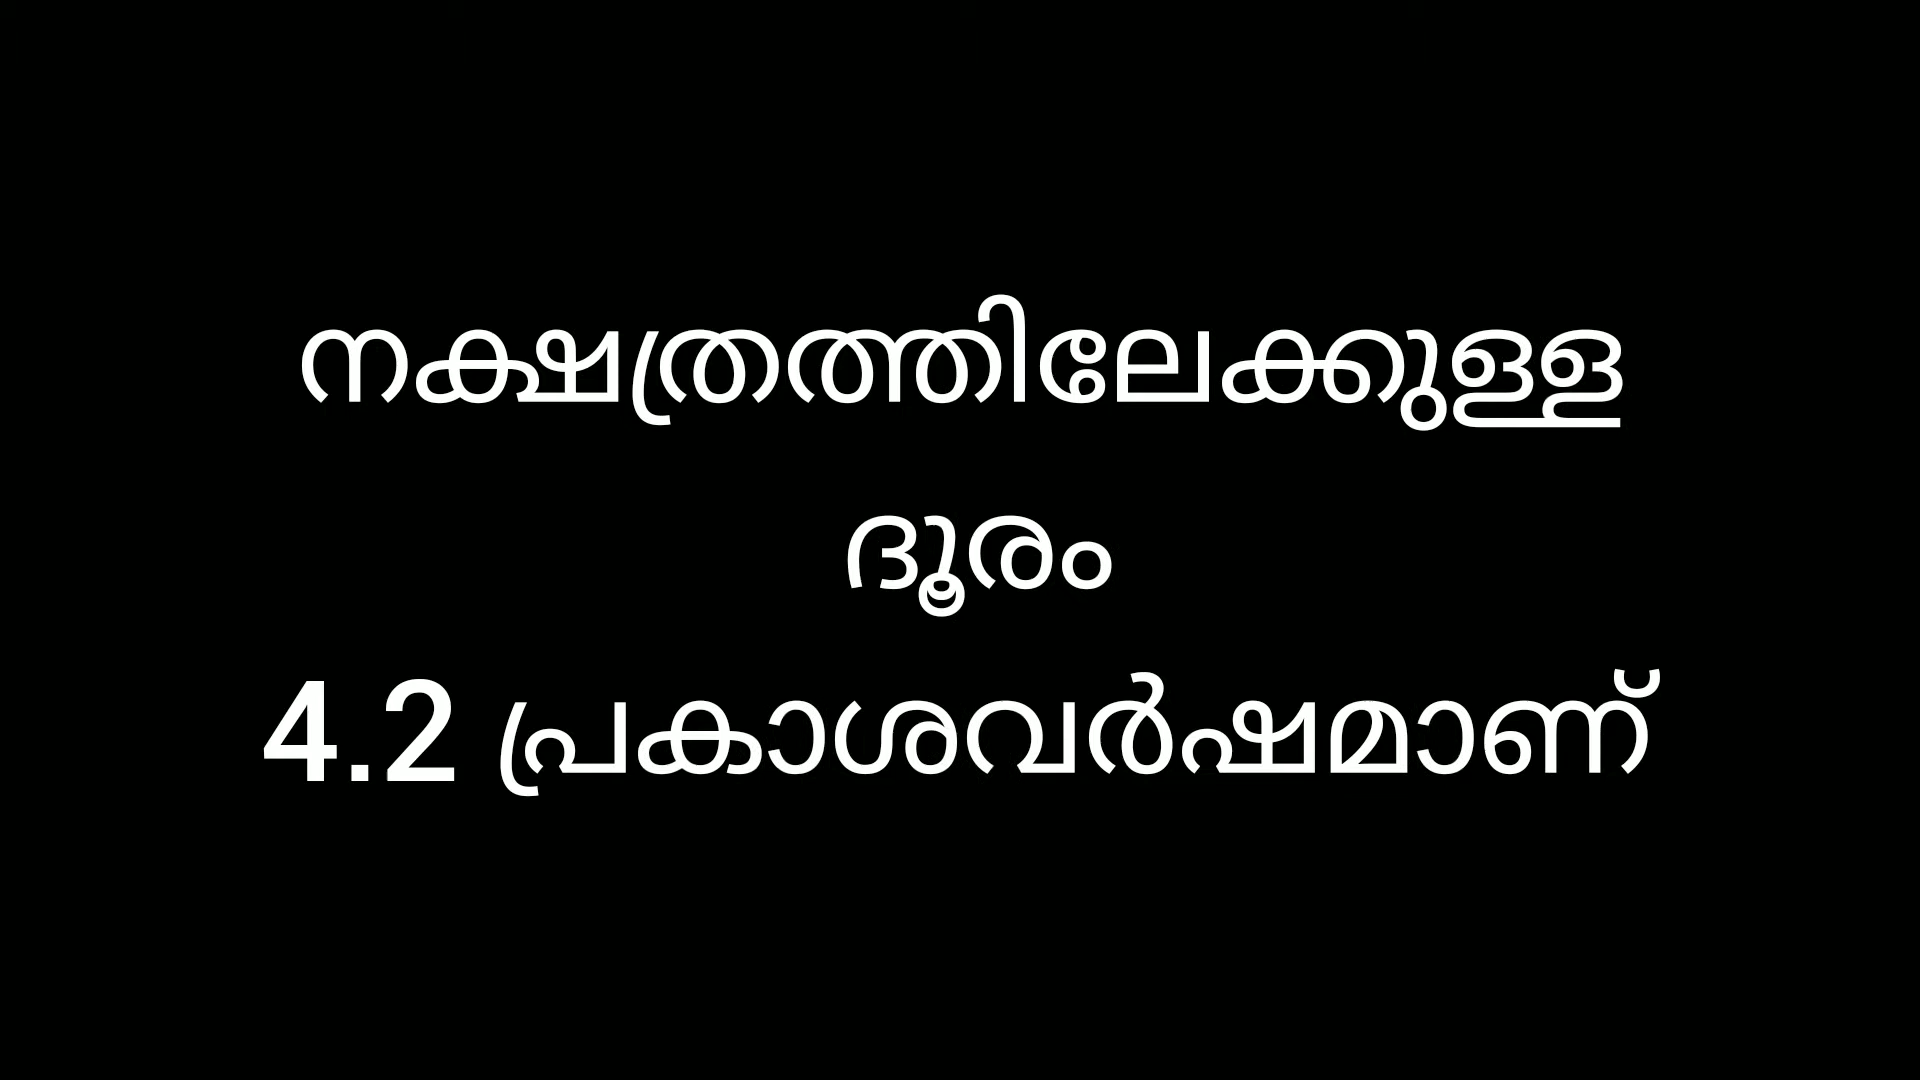 നക്ഷത്രത്തിലേക്കുള്ള
ദൂരം
4.2 പ്രകാശവർഷമാണ്